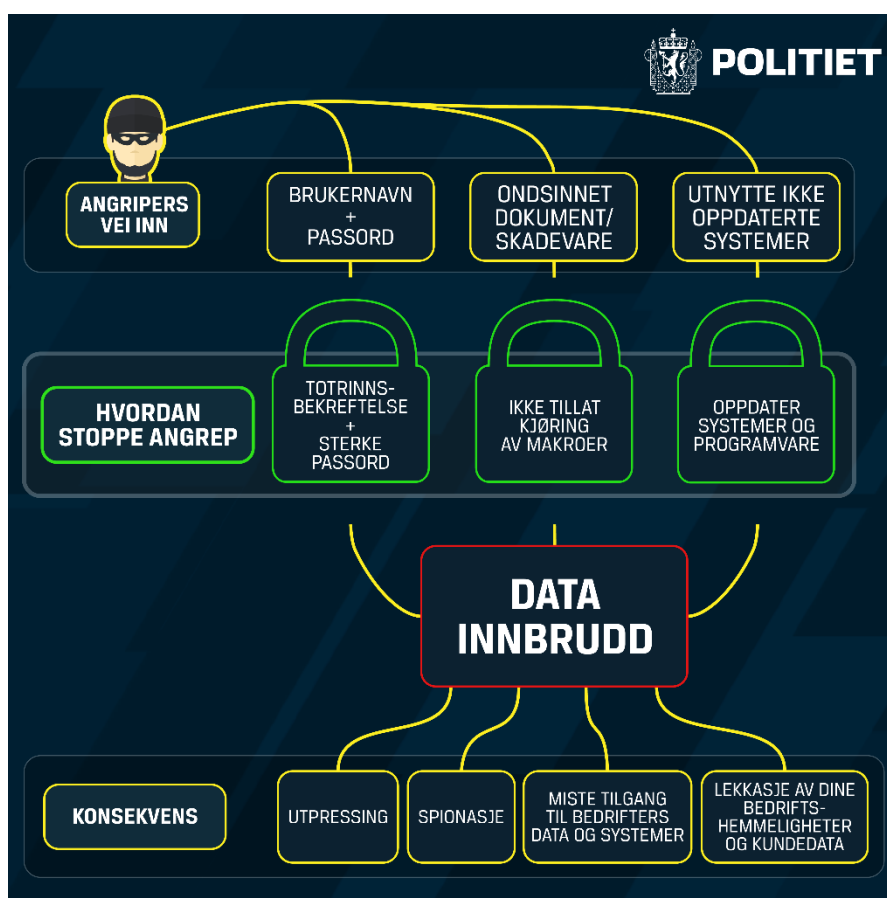 POLITIET
ANGRIPERS
VEI INN
BRUKERNAVN
+
PASSORD
ONDSINNET
DOKUMENT/
SKADEVARE
UTNYTTE IKKE
OPPDATERTE
SYSTEMER
HVORDAN
STOPPE ANGREP
TOTRINNS-
BEKREFTELSE
+
STERKE
PASSORD
IKKE TILLAT
KJØRING
AV MAKROER
OPPDATER
SYSTEMER OG
PROGRAMVARE
DATA
INNBRUDD
KONSEKVENS
UTPRESSING
SPIONASJE
MISTE TILGANG
TIL BEDRIFTERS
DATA OG SYSTEMER
LEKKASJE AV DINE
BEDRIFTS-
HEMMELIGHETER
OG KUNDEDATA